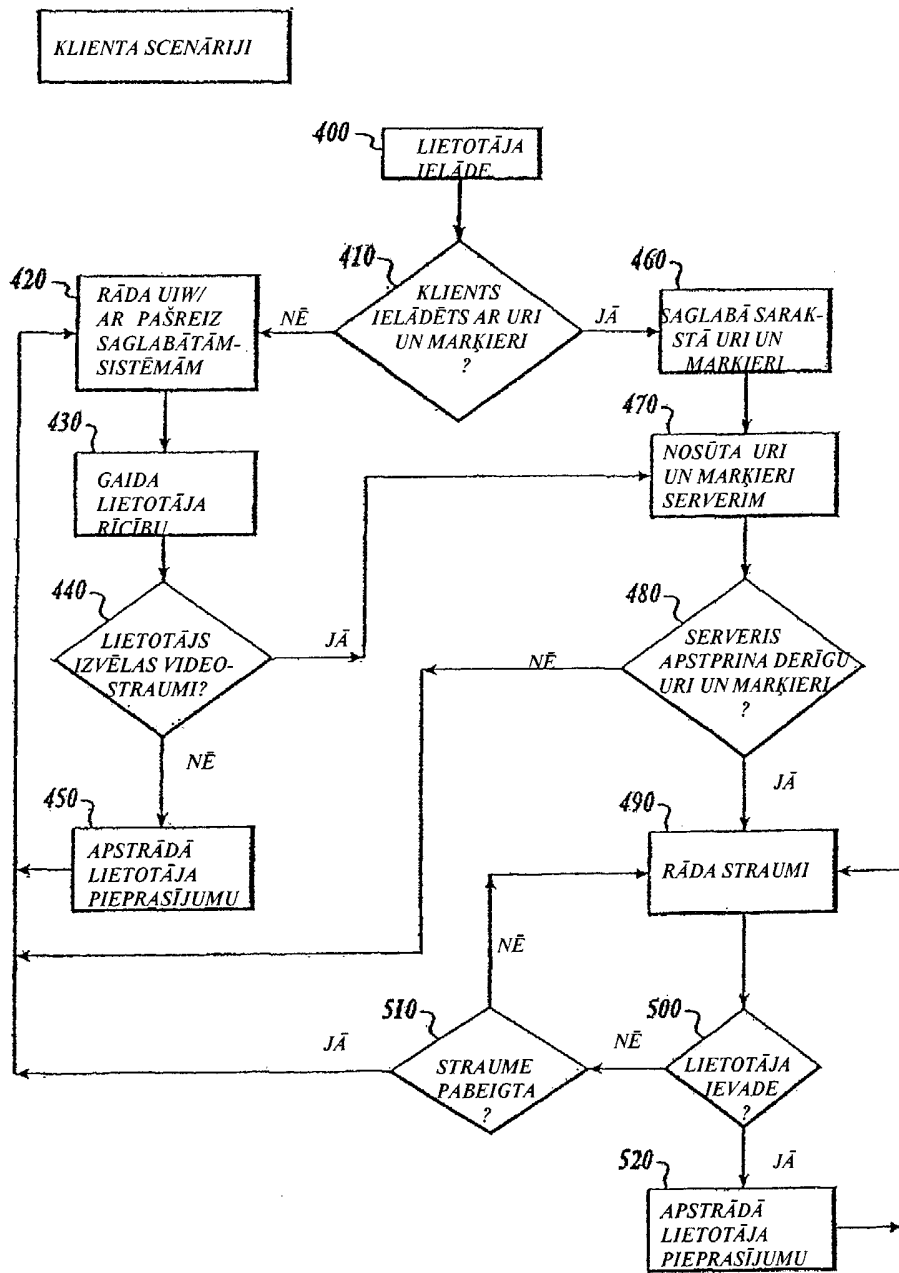 KLIENTA SCENĀRIJI
400
LIETOTĀJA
IELĀDE
410
KLIENTS
IELĀDĒTS AR URI
UN MARĶIERI
?
NĒ
JĀ
420
RĀDA UIW/
AR PAŠREIZ
SAGLABĀTĀM-
SISTĒMĀM
460
SAGLABĀ SARAK-
STĀ URI UN
MARĶIERI
430
GAIDA
LIETOTĀJA
RĪCĪBU
470
NOSŪTA URI
UN MARĶIERI
SERVERIM
440
LIETOTĀJS
IZVĒLAS VIDEO-
STRAUMI?
JĀ
NĒ
480
SERVERIS
APSTPRINA DERĪGU
URI UN MARĶIERI
?
NĒ
JĀ
450
APSTRĀDĀ
LIETOTĀJA
PIEPRASĪJUMU
490
RĀDA STRAUMI
NĒ
510
STRAUME
PABEIGTA
?
JĀ
NĒ
500
LIETOTĀJA
IEVADE
?
JĀ
520
APSTRĀDĀ
LIETOTĀJA
PIEPRASĪJUMU